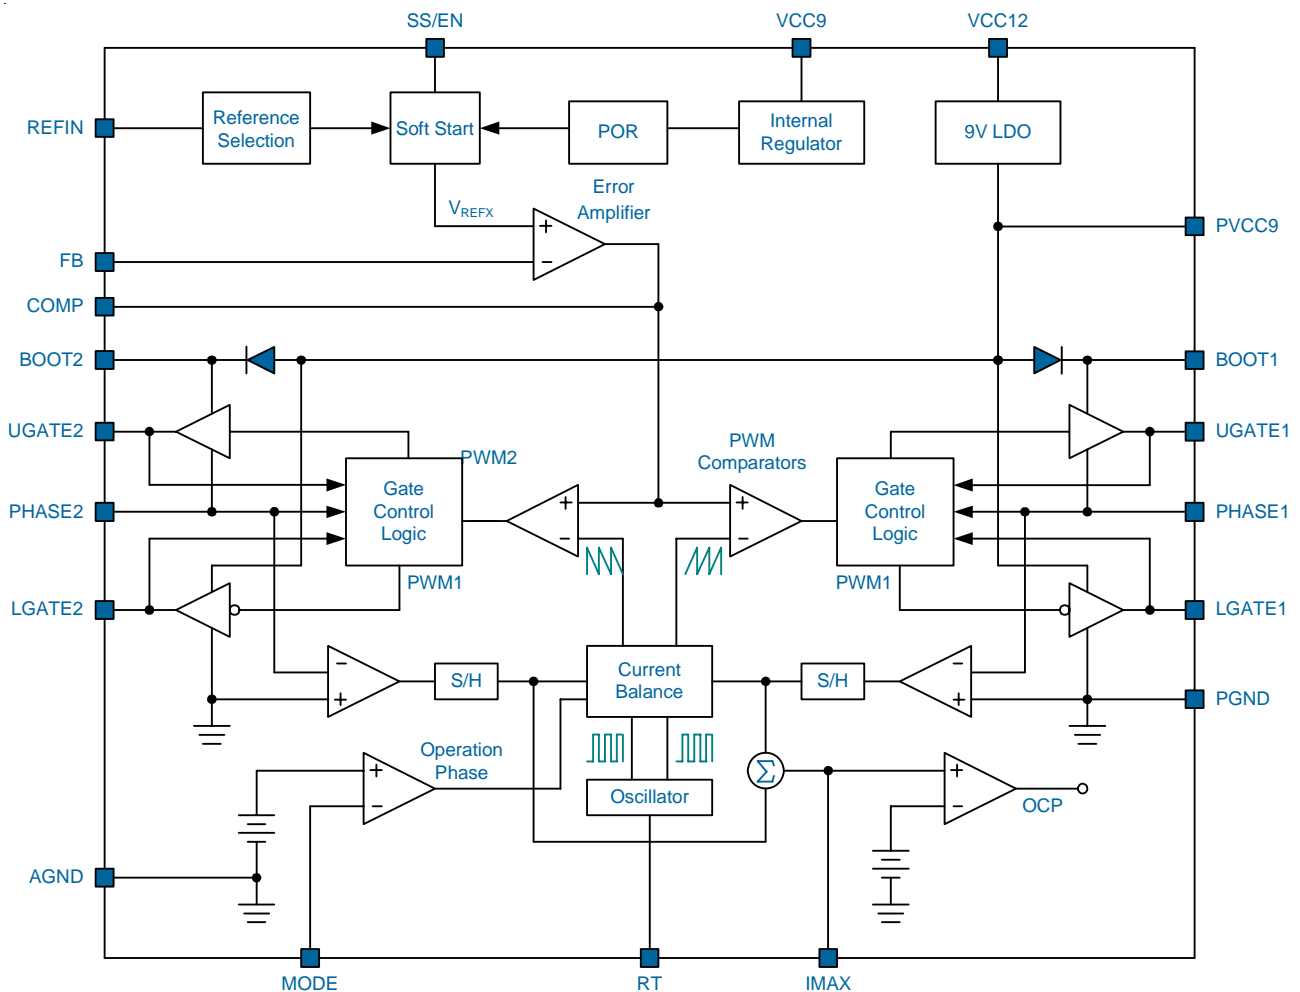 SS/EN
VCC9
VCC12
REFIN
Reference
Selection
Soft Start
POR
Internal
Regulator
9V LDO
Error
Amplifier
VREFX
+
−
PVCC9
FB
COMP
BOOT2
BOOT1
UGATE2
UGATE1
PWM2
PWM
Comparators
Gate
Control
Logic
+
−
+
−
Gate
Control
Logic
PHASE2
PHASE1
PWM1
PWM1
LGATE2
LGATE1
−
+
S/H
Current
Balance
S/H
−
+
PGND
Operation
Phase
+
−
Oscillator
Σ
+
−
OCP
AGND
MODE
RT
IMAX